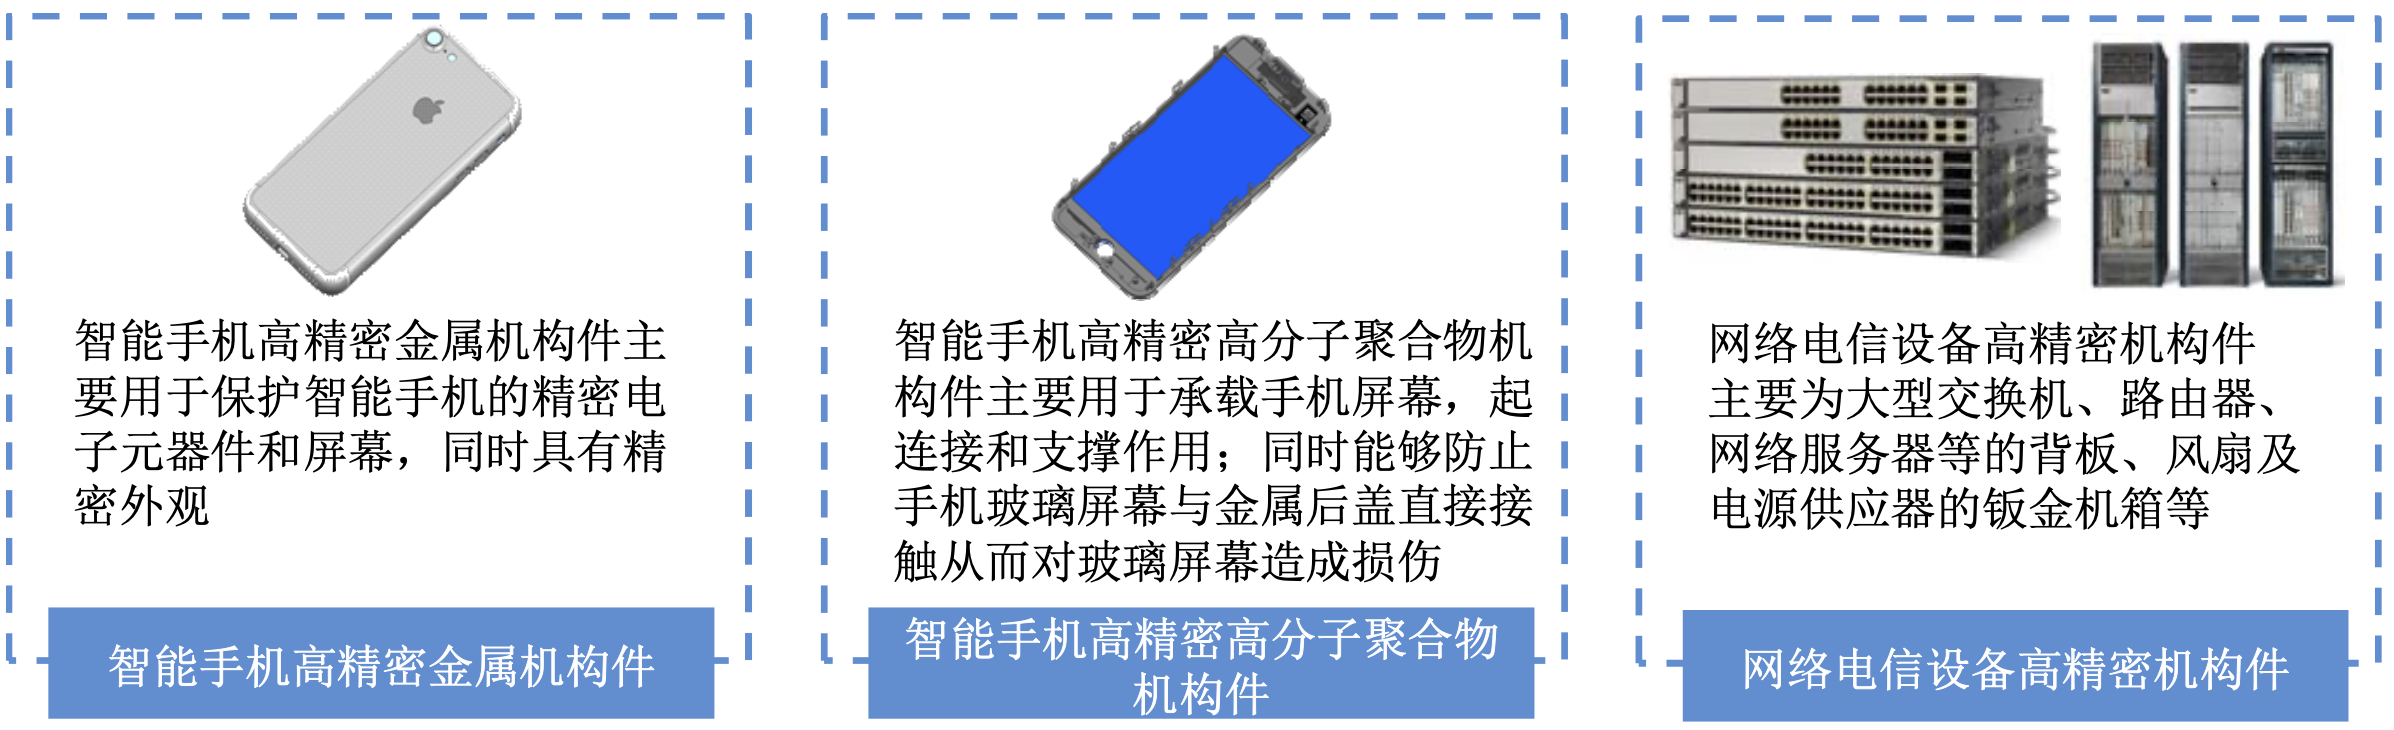 智能手机高精密金属机构件主
要用于保护智能手机的精密电
子元器件和屏幕，同时具有精
密外观
智能手机高精密金属机构件
智能手机高精密高分子聚合物机
构件主要用于承载手机屏幕，起
连接和支撑作用；同时能够防止
手机玻璃屏幕与金属后盖直接接
触从而对玻璃屏幕造成损伤
智能手机高精密高分子聚合物
机构件
网络电信设备高精密机构件
主要为大型交换机、路由器、
网络服务器等的背板、风扇及
电源供应器的钣金机箱等
网络电信设备高精密机构件